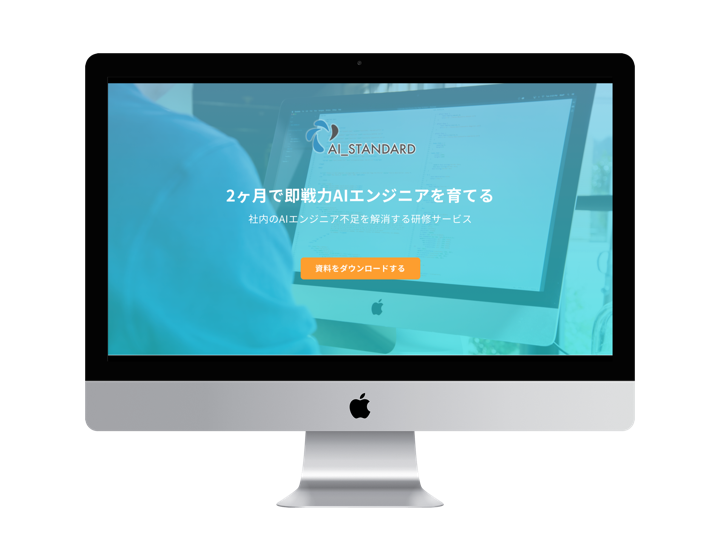 AI_STANDARD
2ヶ月で即戦力AIエンジニアを育てる
社内のAIエンジニア不足を解消する研修サービス
資料をダウンロードする